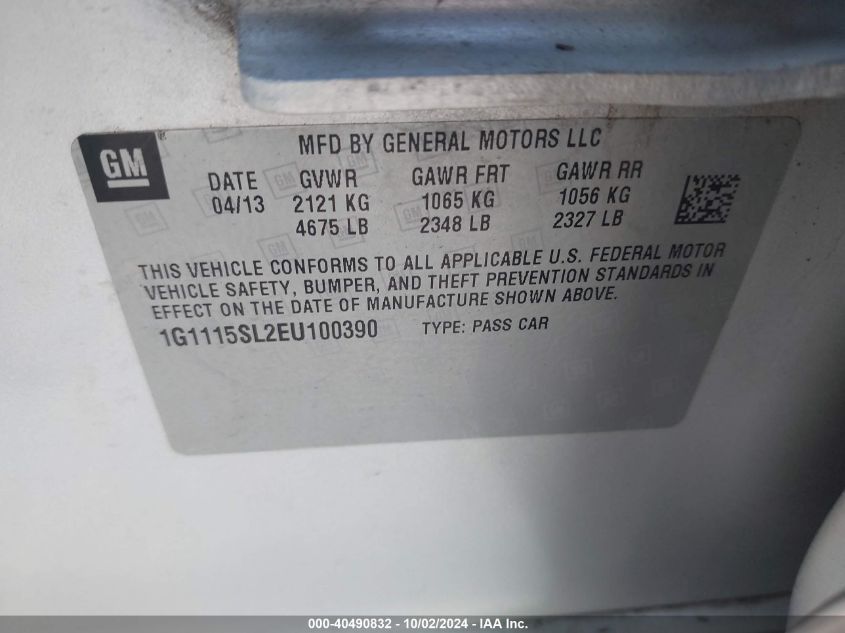 GM
MFD BY GENERAL MOTORS LLC
DATE GVWR GAWR FRT GAWR RR
04/13 2121 KG 1065 KG 1056 KG
4675 LB 2348 LB 2327 LB
THIS VEHICLE CONFORMS TO ALL APPLICABLE U.S. FEDERAL MOTOR
VEHICLE SAFETY, BUMPER, AND THEFT PREVENTION STANDARDS IN
EFFECT ON THE DATE OF MANUFACTURE SHOWN ABOVE.
1G1115SL2EU100390 TYPE: PASS CAR
000-40490832 - 10/02/2024 - IAA Inc.